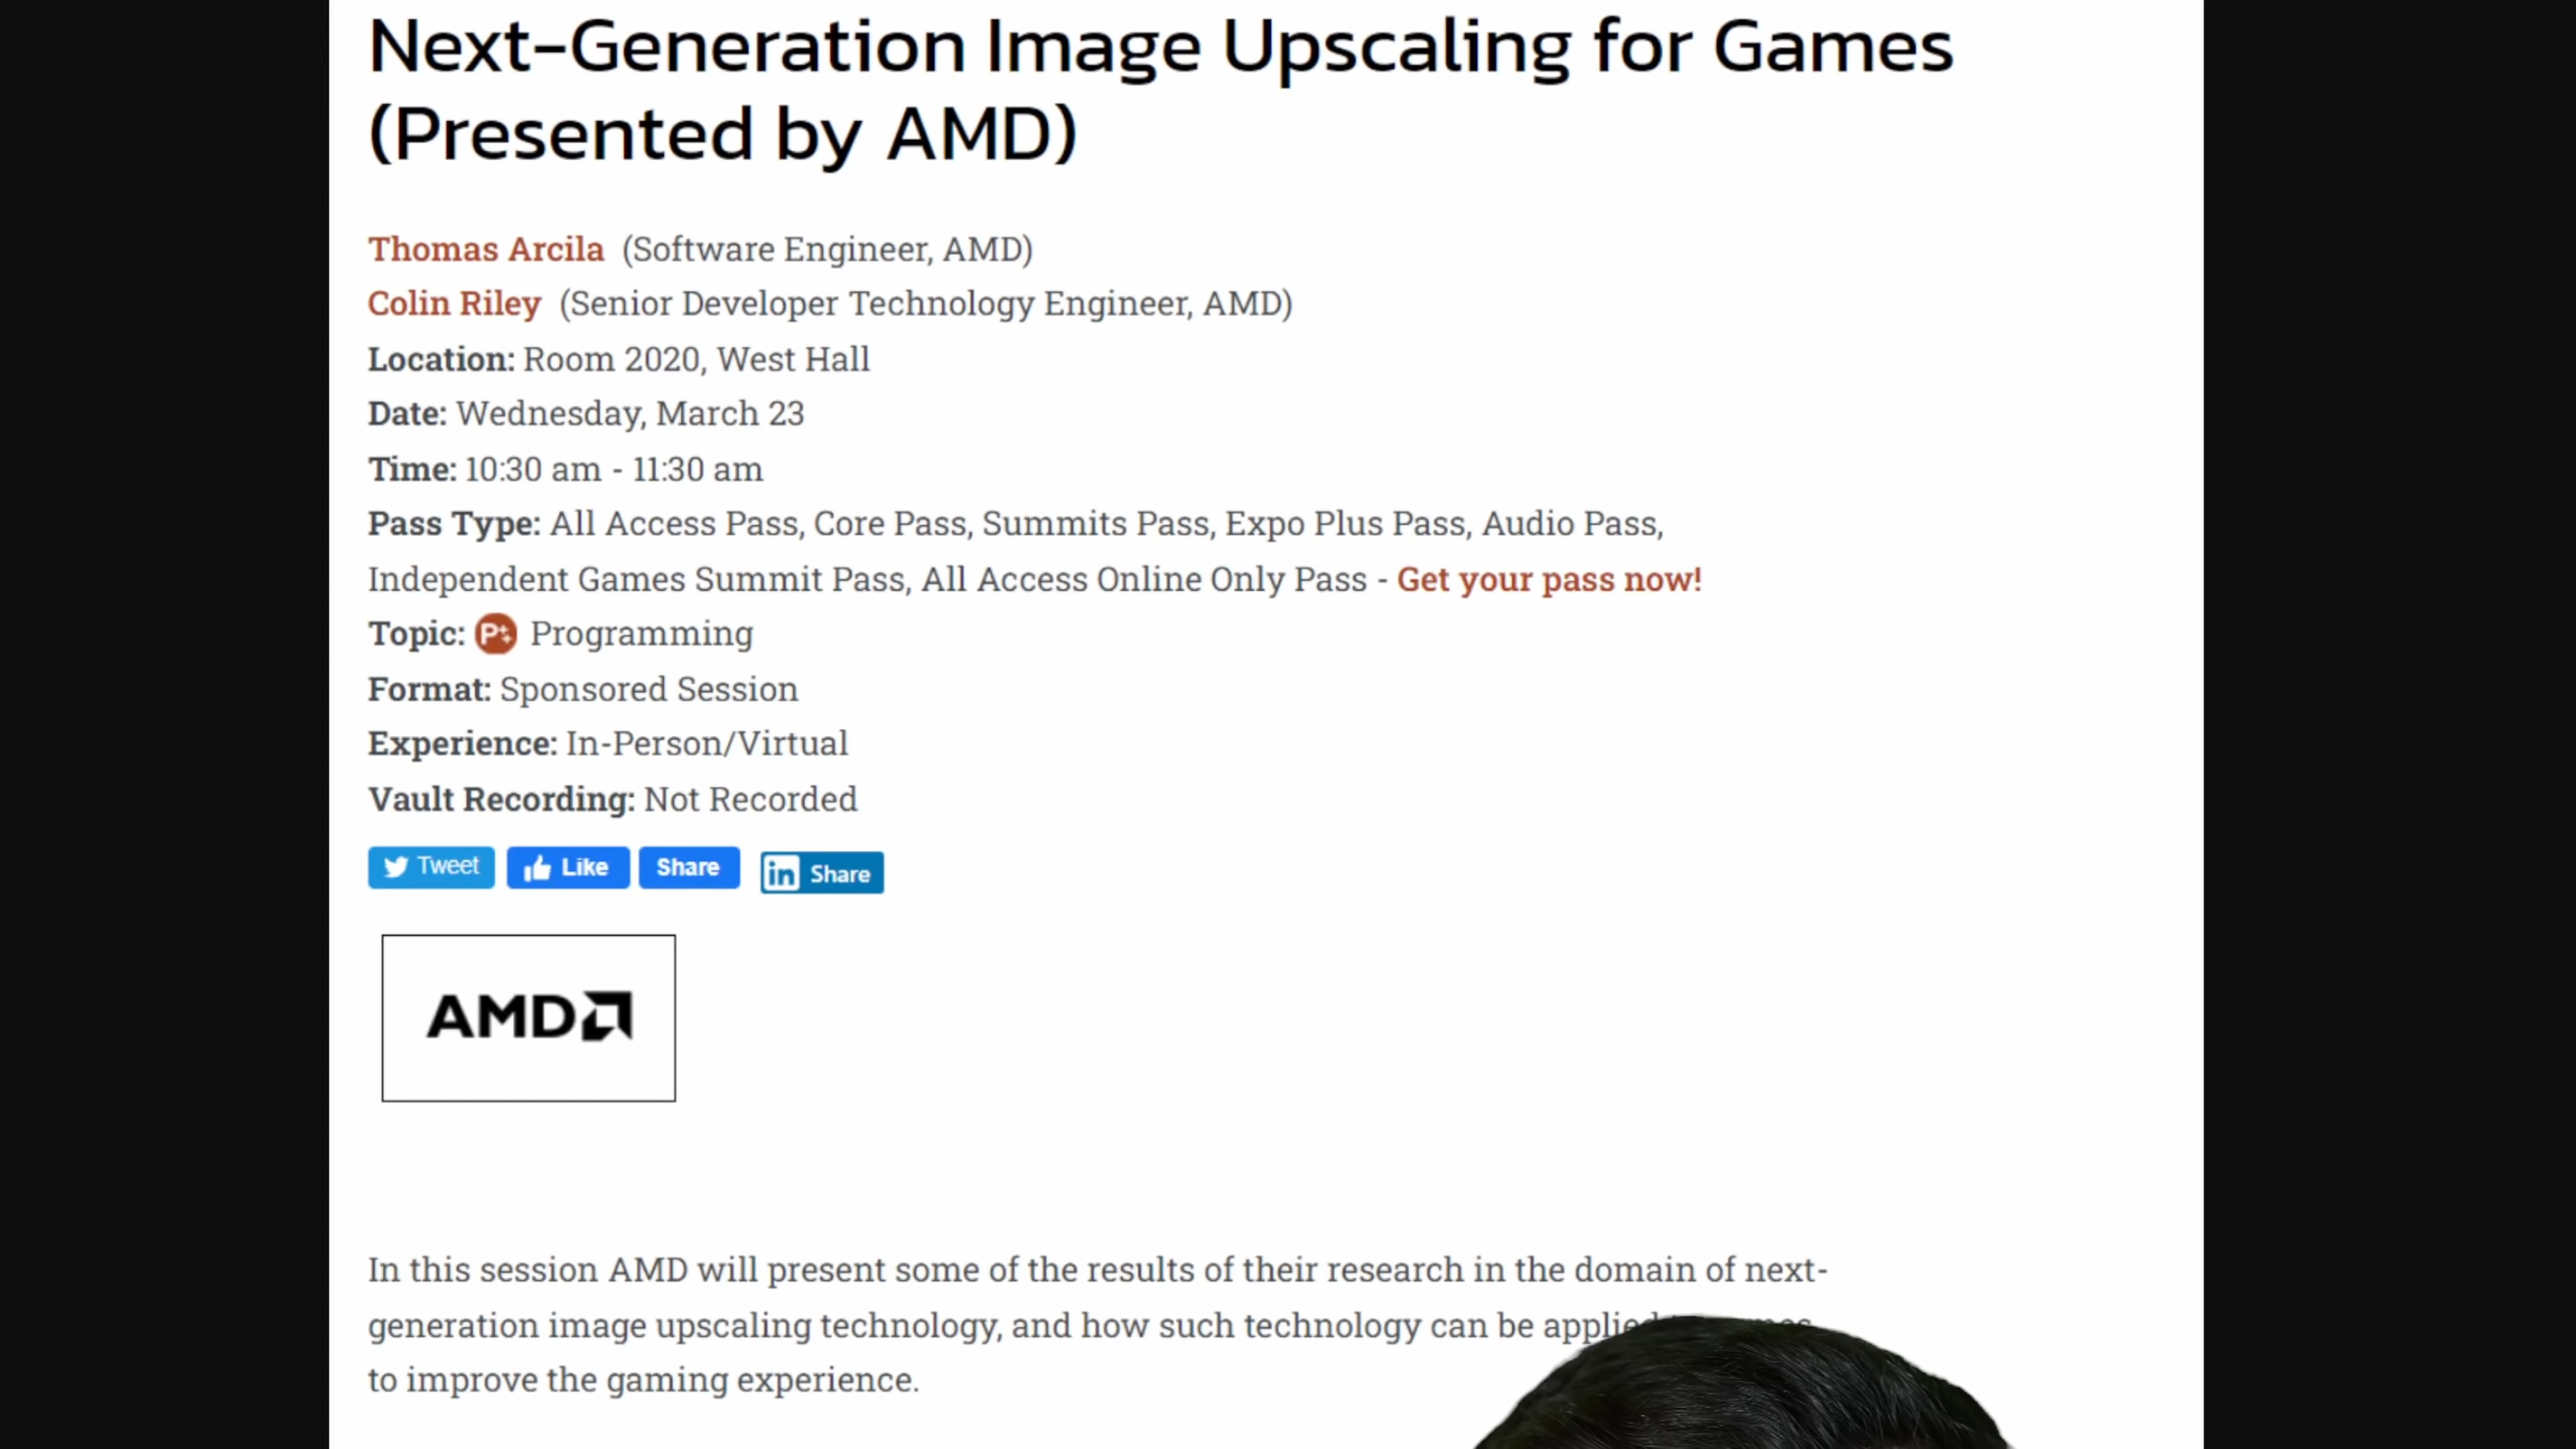 Next-Generation Image Upscaling for Games
(Presented by AMD)
Thomas Arcila (Software Engineer, AMD)
Colin Riley (Senior Developer Technology Engineer, AMD)
Location: Room 2020, West Hall
Date: Wednesday, March 23
Time: 10:30 am - 11:30 am
Pass Type: All Access Pass, Core Pass, Summits Pass, Expo Plus Pass, Audio Pass,
Independent Games Summit Pass, All Access Online Only Pass - Get your pass now!
Topic: P Programming
Format: Sponsored Session
Experience: In-Person/Virtual
Vault Recording: Not Recorded
Tweet Like Share in Share
AMD
In this session AMD will present some of the results of their research in the domain of next-
generation image upscaling technology, and how such technology can be applied
to improve the gaming experience.